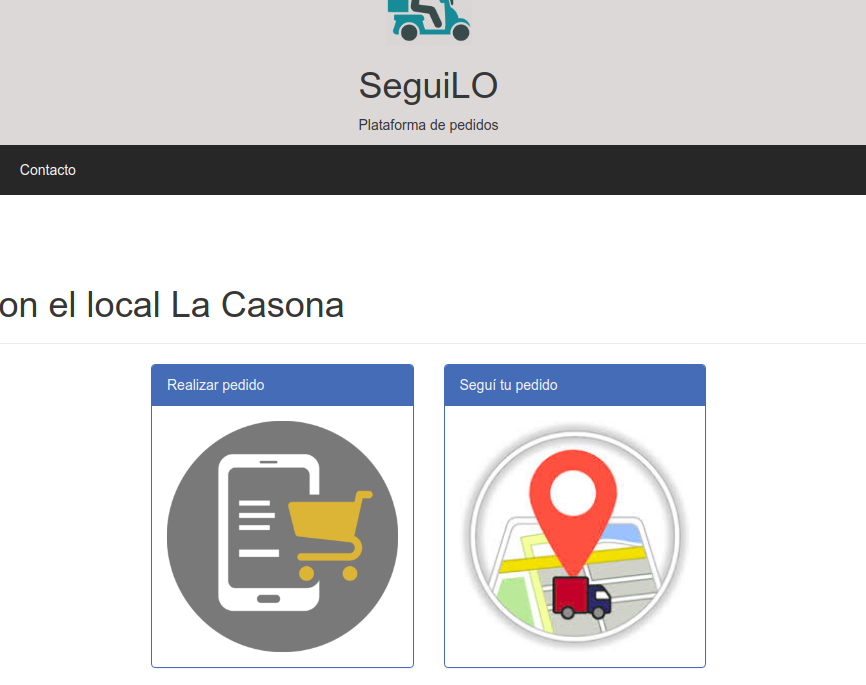 SeguiLO
Plataforma de pedidos
Contacto
on el local La Casona
Realizar pedido
Seguí tu pedido